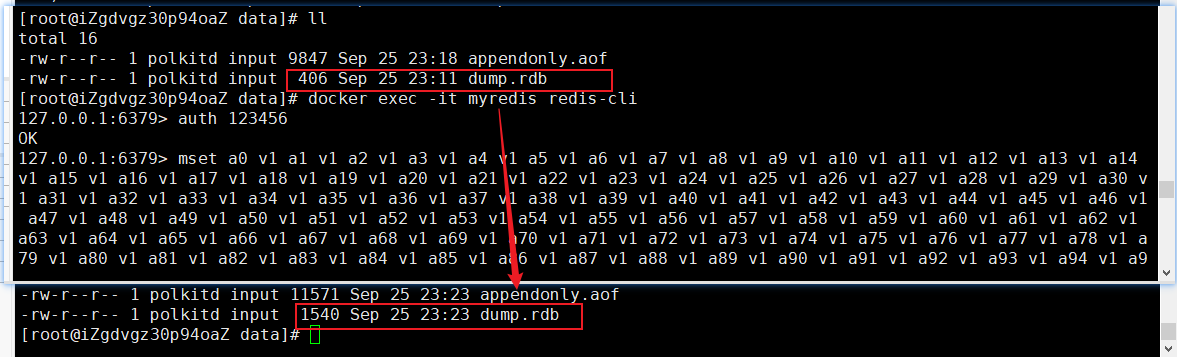 [root@iZgdvgz30p94oaZ data]# ll
total 16
-rw-r--r-- 1 polkitd input 9847 Sep 25 23:18 appendonly.aof
-rw-r--r-- 1 polkitd input  406 Sep 25 23:11 dump.rdb
[root@iZgdvgz30p94oaZ data]# docker exec -it myredis redis-cli
127.0.0.1:6379> auth 123456
OK
127.0.0.1:6379> mset a0 v1 a1 v1 a2 v1 a3 v1 a4 v1 a5 v1 a6 v1 a7 v1 a8 v1 a9 v1 a10 v1 a11 v1 a12 v1 a13 v1 a14
v1 a15 v1 a16 v1 a17 v1 a18 v1 a19 v1 a20 v1 a21 v1 a22 v1 a23 v1 a24 v1 a25 v1 a26 v1 a27 v1 a28 v1 a29 v1 a30 v
1 a31 v1 a32 v1 a33 v1 a34 v1 a35 v1 a36 v1 a37 v1 a38 v1 a39 v1 a40 v1 a41 v1 a42 v1 a43 v1 a44 v1 a45 v1 a46 v1
a47 v1 a48 v1 a49 v1 a50 v1 a51 v1 a52 v1 a53 v1 a54 v1 a55 v1 a56 v1 a57 v1 a58 v1 a59 v1 a60 v1 a61 v1 a62 v1
a63 v1 a64 v1 a65 v1 a66 v1 a67 v1 a68 v1 a69 v1 a70 v1 a71 v1 a72 v1 a73 v1 a74 v1 a75 v1 a76 v1 a77 v1 a78 v1 a
79 v1 a80 v1 a81 v1 a82 v1 a83 v1 a84 v1 a85 v1 a86 v1 a87 v1 a88 v1 a89 v1 a90 v1 a91 v1 a92 v1 a93 v1 a94 v1 a9
-rw-r--r-- 1 polkitd input 11571 Sep 25 23:23 appendonly.aof
-rw-r--r-- 1 polkitd input  1540 Sep 25 23:23 dump.rdb
[root@iZgdvgz30p94oaZ data]#